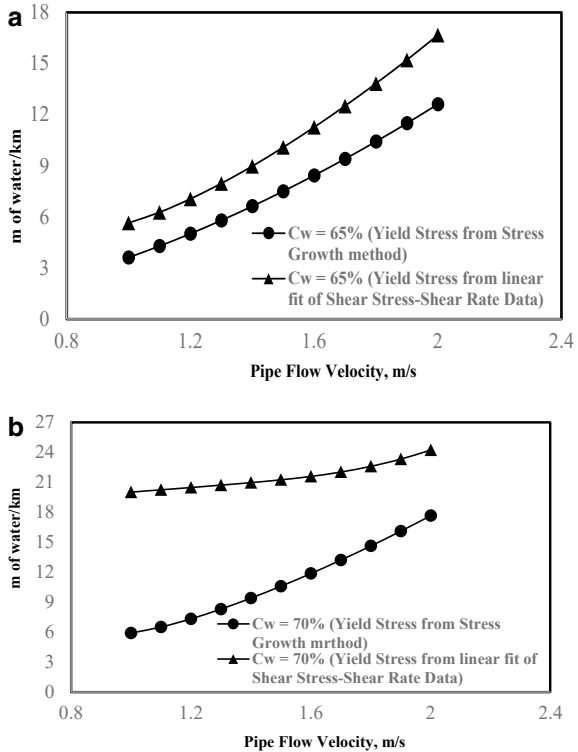 a
18
15
12
9
6
3
0
m of water/km
Cw = 65% (Yield Stress from Stress
Growth method)
Cw = 65% (Yield Stress from linear
fit of Shear Stress-Shear Rate Data)
0.8 1.2 1.6 2 2.4
Pipe Flow Velocity, m/s
b
27
24
21
18
15
12
9
6
3
0
m of water/km
Cw = 70% (Yield Stress from Stress
Growth mrthod)
Cw = 70% (Yield Stress from linear fit of
Shear Stress-Shear Rate Data)
0.8 1.2 1.6 2 2.4
Pipe Flow Velocity, m/s